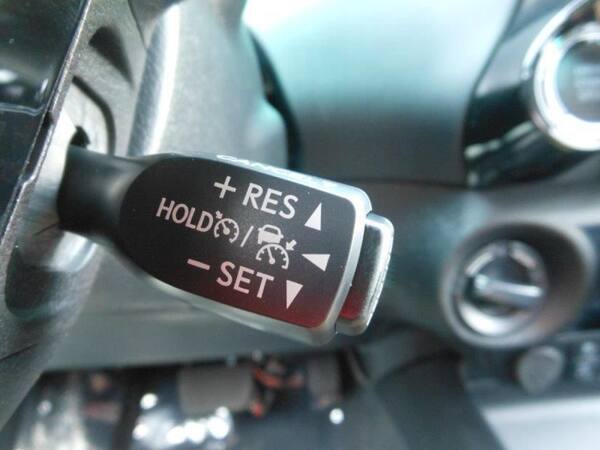 + RES ▲
HOLD / ◀
− SET ▼